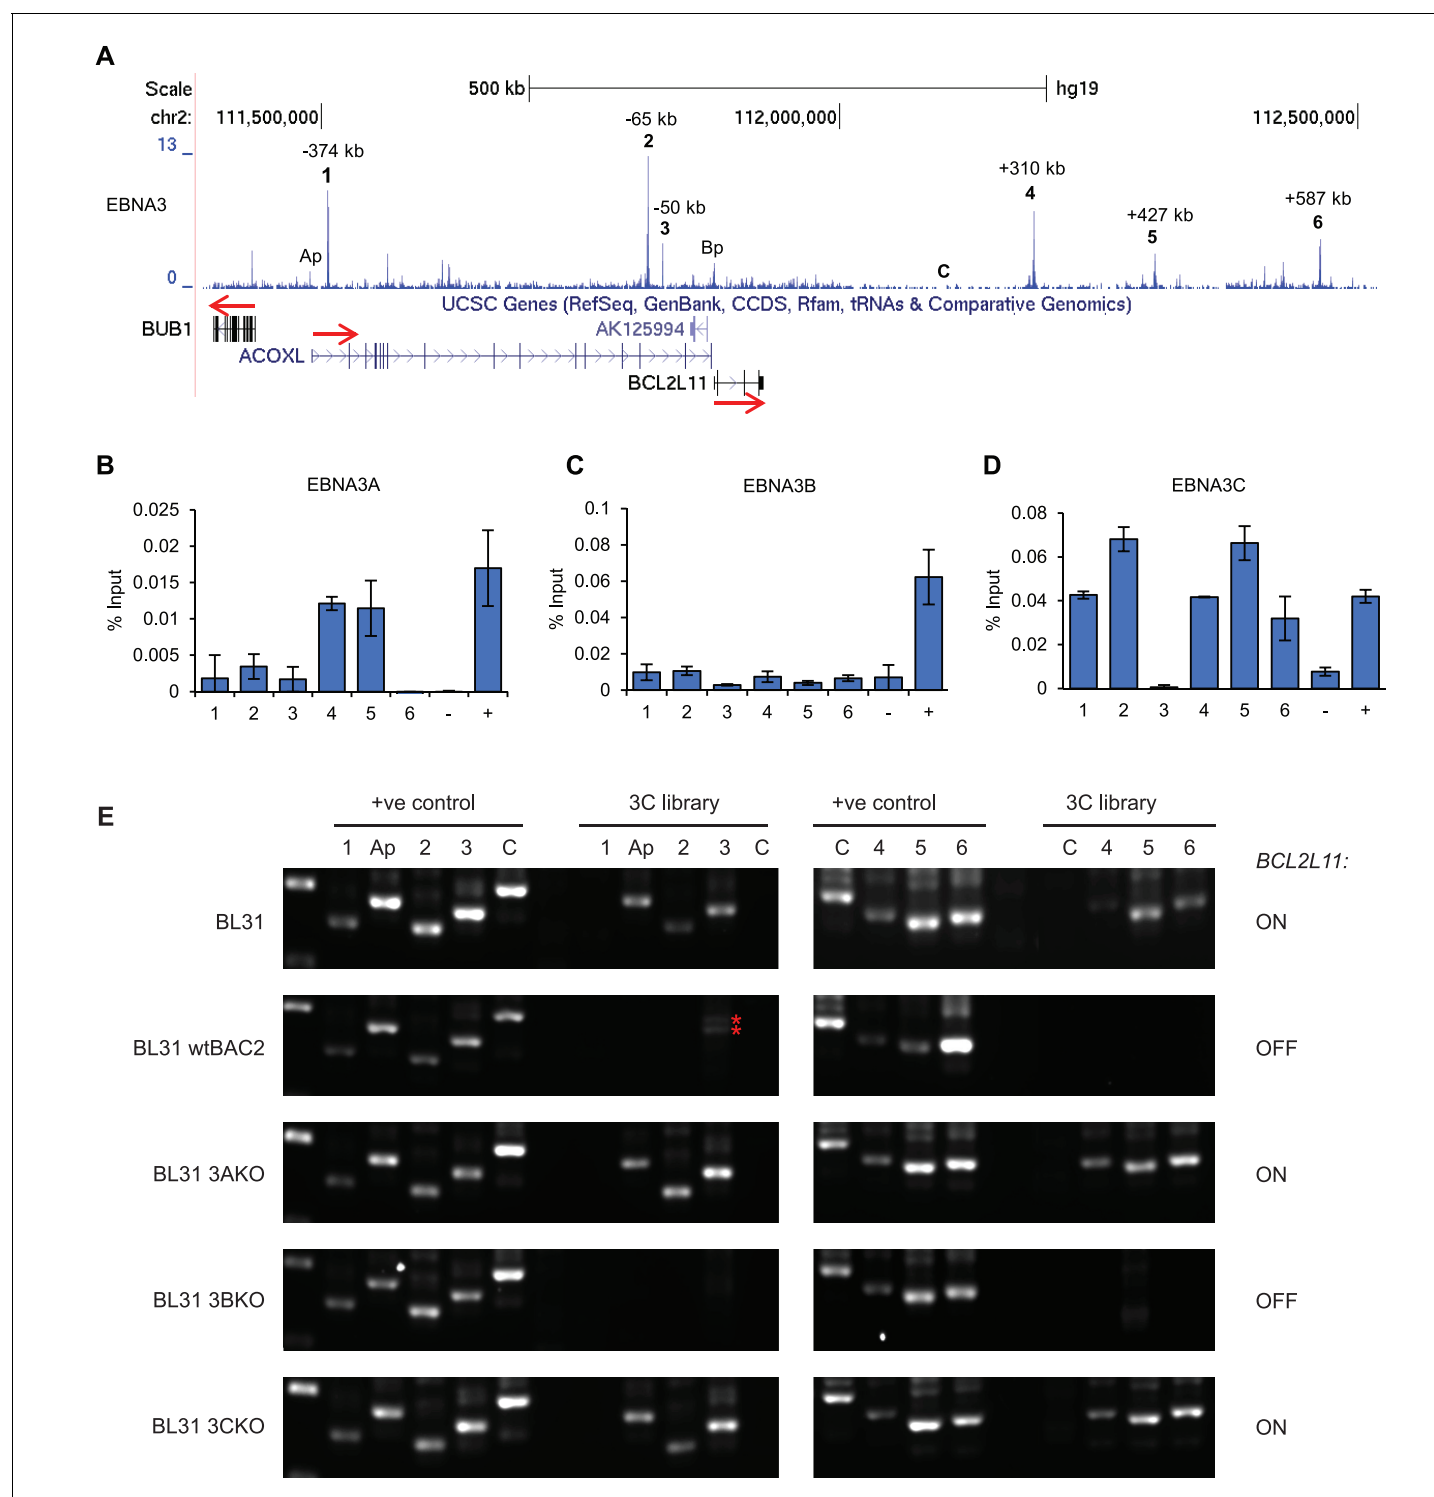 A
Scale 500 kb hg19
chr2: 111,500,000 112,000,000 112,500,000
13
-374 kb
1
-65 kb
2
-50 kb
3
+310 kb
4
+427 kb
5
+587 kb
6
EBNA3
Ap
Bp
C
0
UCSC Genes (RefSeq, GenBank, CCDS, Rfam, tRNAs & Comparative Genomics)
BUB1
AK125994
ACOXL
BCL2L11
B
EBNA3A
% Input
0.025
0.02
0.015
0.01
0.005
0
1 2 3 4 5 6 - +
C
EBNA3B
% Input
0.1
0.08
0.06
0.04
0.02
0
1 2 3 4 5 6 - +
D
EBNA3C
% Input
0.08
0.06
0.04
0.02
0
1 2 3 4 5 6 - +
E
+ve control 3C library +ve control 3C library
1 Ap 2 3 C 1 Ap 2 3 C C 4 5 6 C 4 5 6
BCL2L11:
BL31 ON
BL31 wtBAC2 * * OFF
BL31 3AKO ON
BL31 3BKO OFF
BL31 3CKO ON